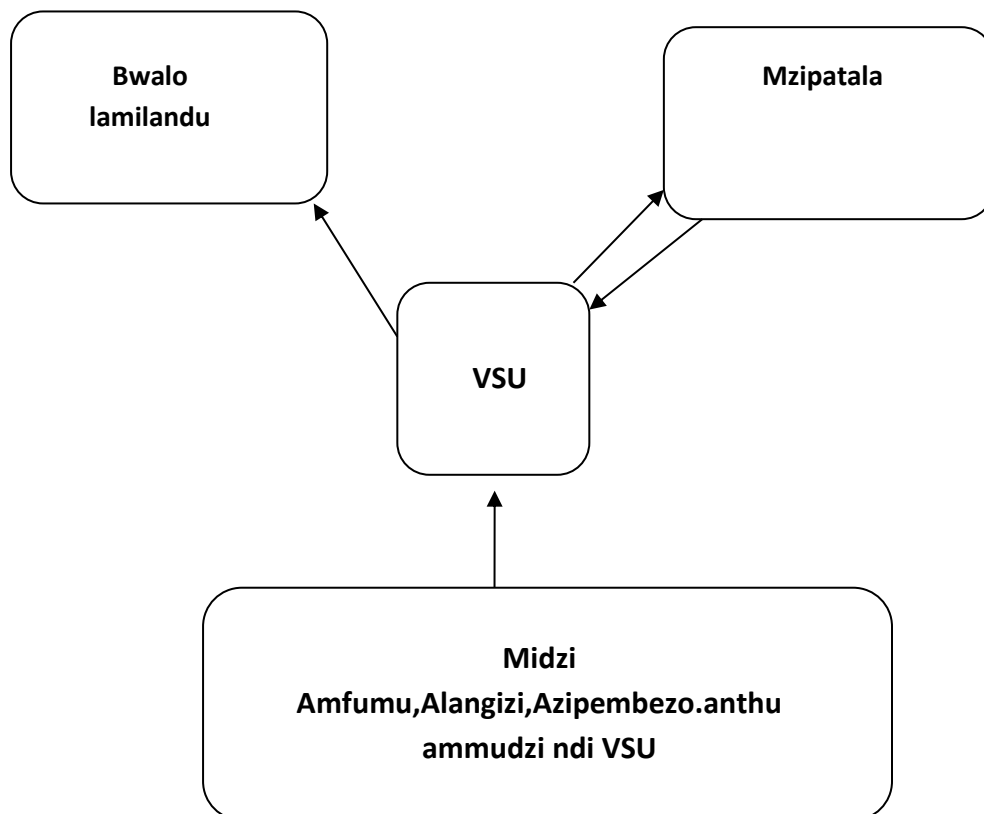 Bwalo
lamilandu
Mzipatala
VSU
Midzi
Amfumu,Alangizi,Azipembezo.anthu
ammudzi ndi VSU